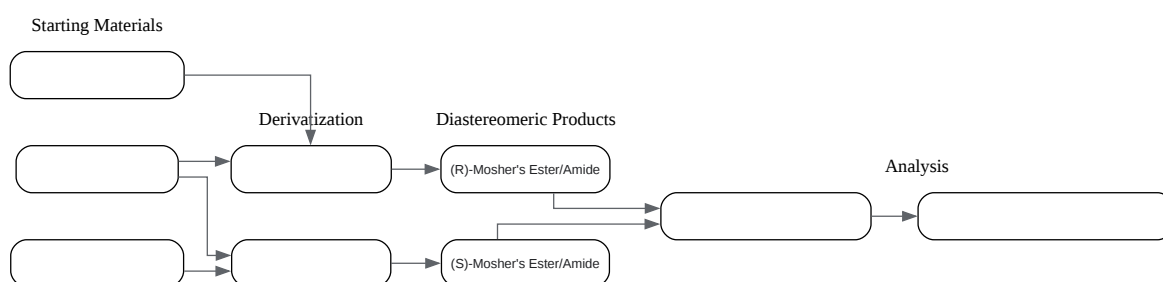 Starting Materials
Derivatization
Diastereomeric Products
(R)-Mosher's Ester/Amide
Analysis
(S)-Mosher's Ester/Amide